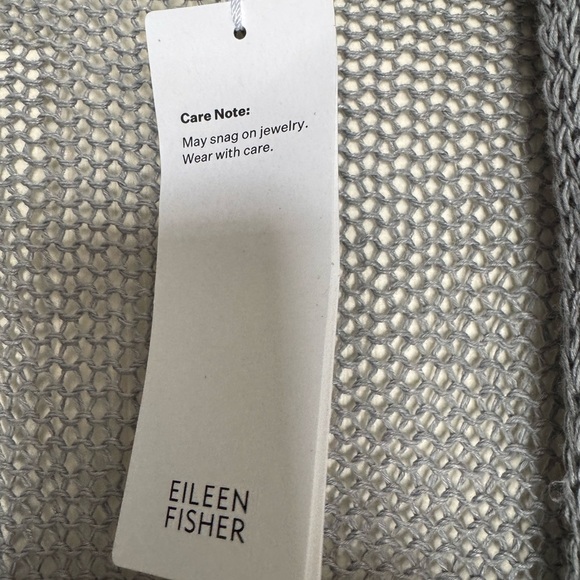 Care Note:
May snag on jewelry.
Wear with care.
EILEEN
FISHER